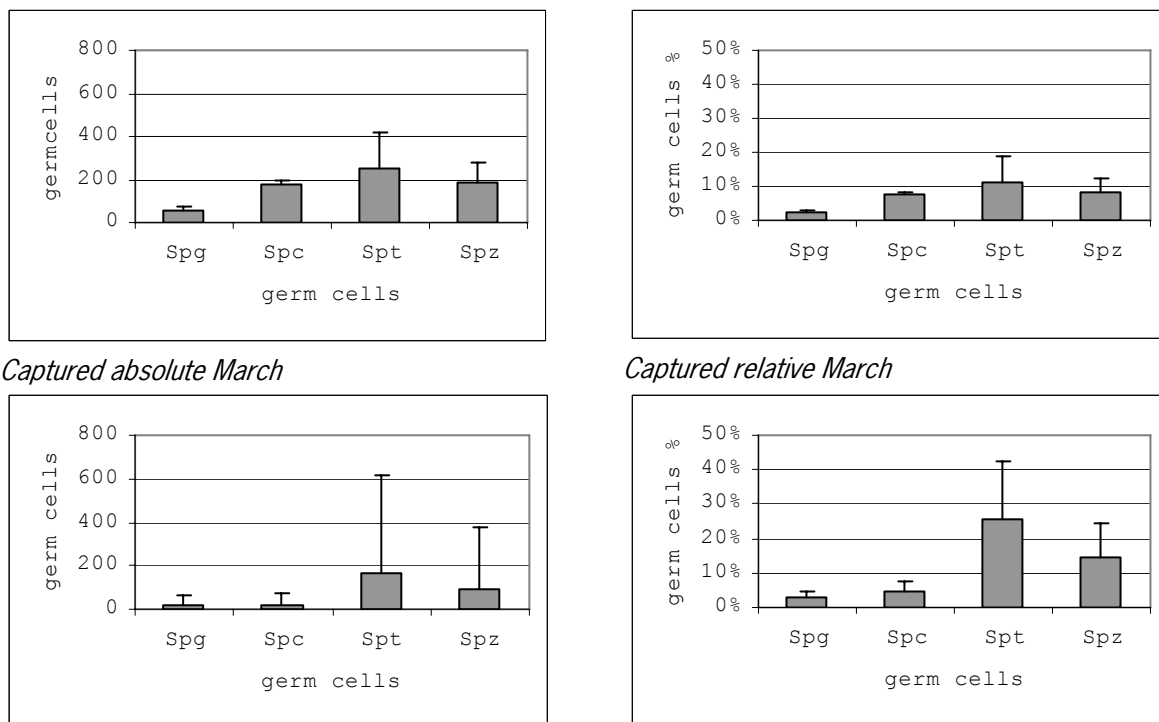 800
600
400
200
0
germcells
Spg Spc Spt Spz
germ cells
50%
40%
30%
20%
10%
0%
germ cells %
Spg Spc Spt Spz
germ cells
Captured absolute March
Captured relative March
800
600
400
200
0
germ cells
Spg Spc Spt Spz
germ cells
50%
40%
30%
20%
10%
0%
germ cells %
Spg Spc Spt Spz
germ cells